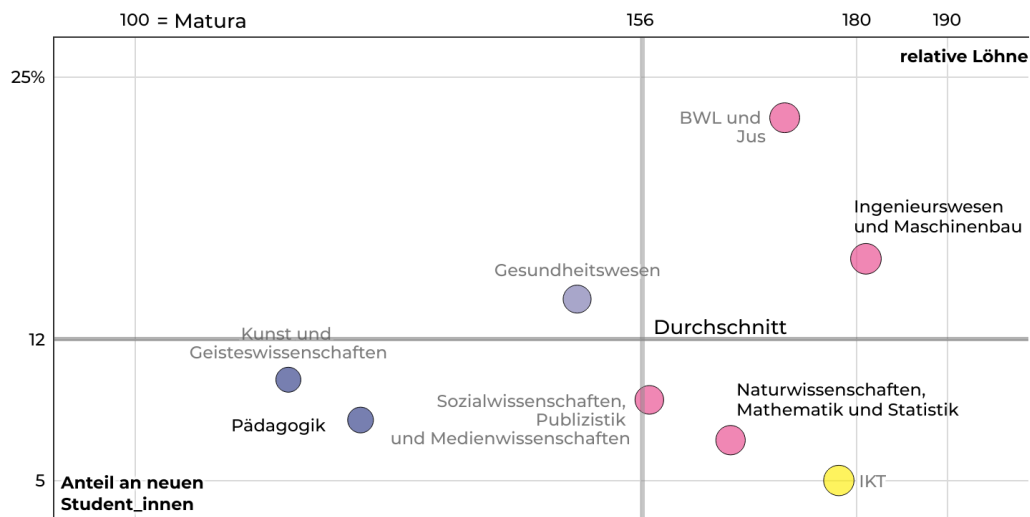 100 = Matura
156
180
190
relative Löhne
25%
BWL und
Jus
Ingenieurswesen
und Maschinenbau
Gesundheitswesen
Durchschnitt
12
Kunst und
Geisteswissenschaften
Pädagogik
Sozialwissenschaften,
Publizistik
und Medienwissenschaften
Naturwissenschaften,
Mathematik und Statistik
5
Anteil an neuen
Student_innen
IKT